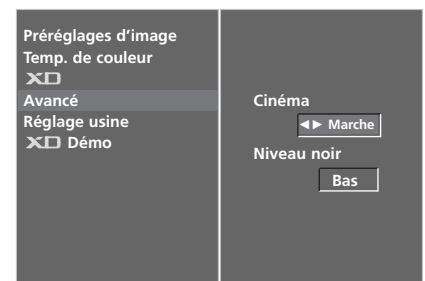 Préréglages d’image
Temp. de couleur
XD
Avancé
Réglage usine
XD Démo
Cinéma
◄► Marche
Niveau noir
Bas